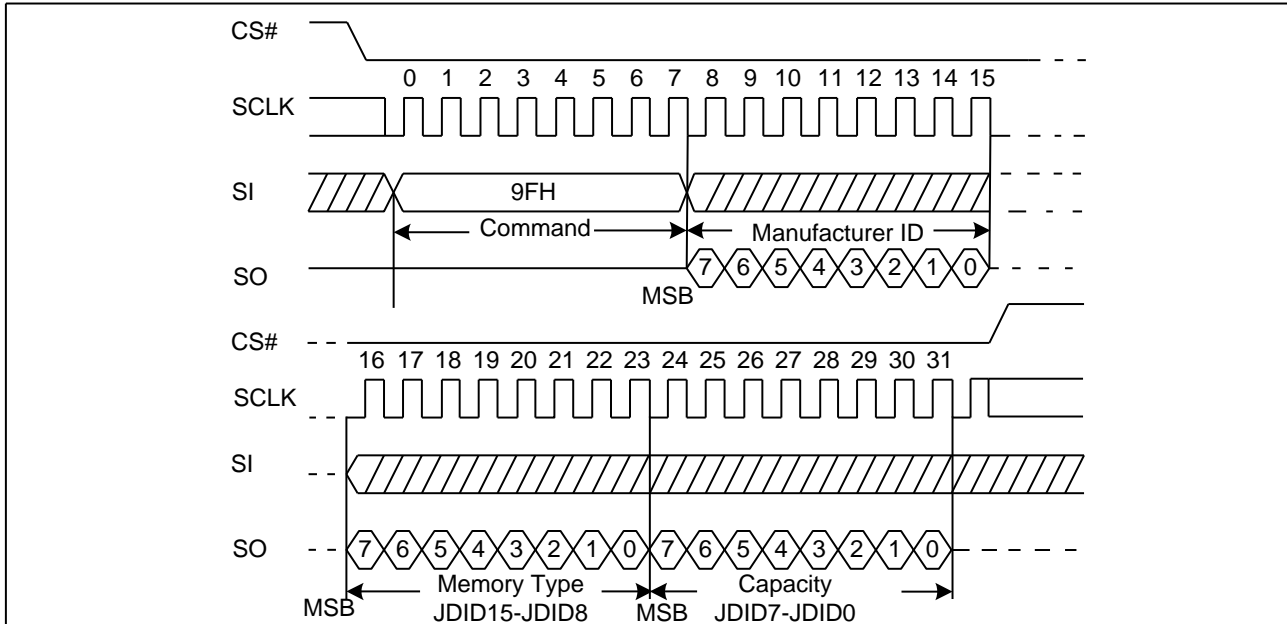 CS#
0 1 2 3 4 5 6 7 8 9 10 11 12 13 14 15
SCLK
SI 9FH
Command Manufacturer ID
SO 7 6 5 4 3 2 1 0
MSB
CS#
16 17 18 19 20 21 22 23 24 25 26 27 28 29 30 31
SCLK
SI
SO 7 6 5 4 3 2 1 0 7 6 5 4 3 2 1 0
Memory Type Capacity
MSB JDID15-JDID8 MSB JDID7-JDID0